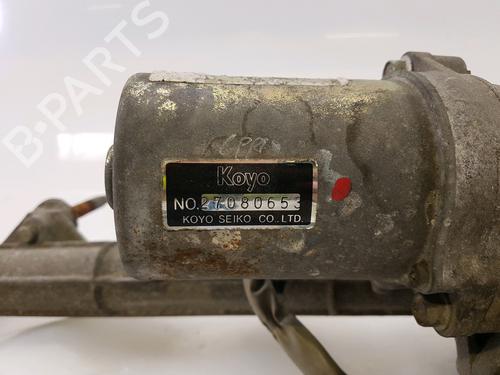 B-PARTS
Koyo
NO.27080653
KOYO SEIKO CO.,LTD.